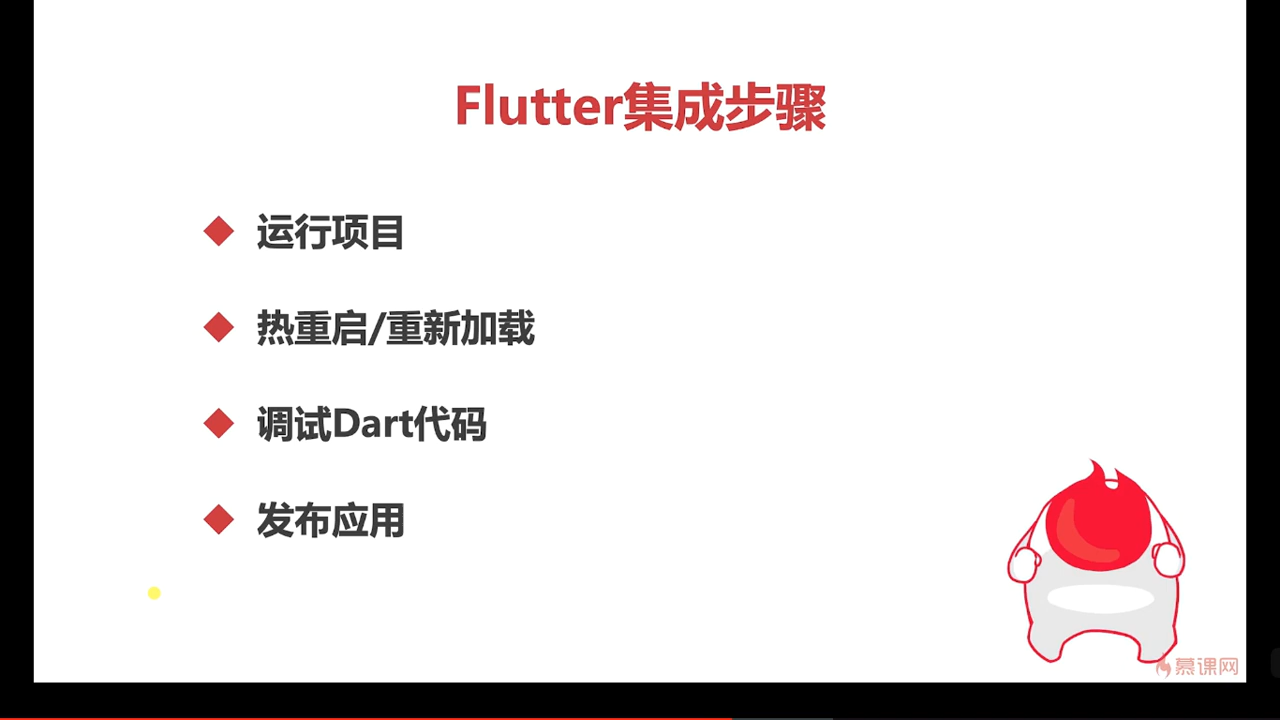 Flutter集成步骤
运行项目
热重启/重新加载
调试Dart代码
发布应用
慕课网